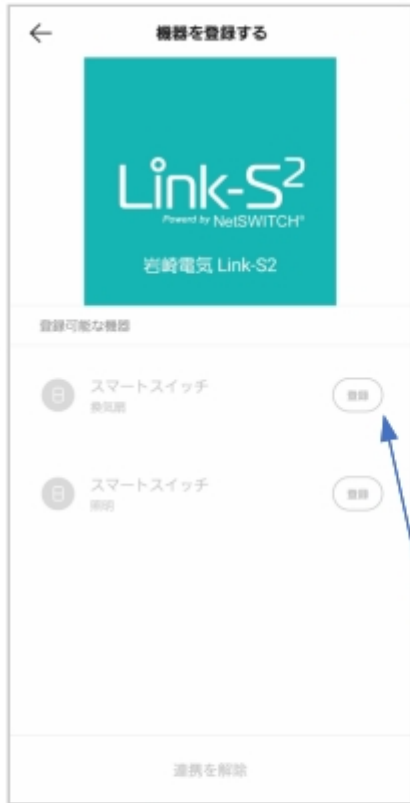 機器を登録する
Link-S2
Powerd by NetSWITCH®
岩崎電気 Link-S2
登録可能な機器
スマートスイッチ
換気扇
登録
スマートスイッチ
照明
登録
連携を解除